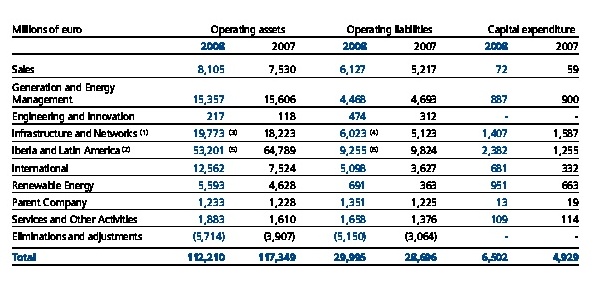 Millions of euro Operating assets Operating liabilities Capital expenditure
2008 2007 2008 2007 2008 2007
Sales 8,105 7,530 6,127 5,217 72 59
Generation and Energy
Management 15,357 15,606 4,468 4,693 887 900
Engineering and Innovation 217 118 474 312 - -
Infrastructure and Networks (1) 19,773 (3) 18,223 6,023 (4) 5,123 1,407 1,587
Iberia and Latin America (2) 53,201 (5) 64,789 9,255 (6) 9,824 2,382 1,255
International 12,562 7,524 5,098 3,627 681 332
Renewable Energy 5,593 4,628 691 363 951 663
Parent Company 1,233 1,228 1,351 1,225 13 19
Services and Other Activities 1,883 1,610 1,658 1,376 109 114
Eliminations and adjustments (5,714) (3,907) (5,150) (3,064) - -
Total 112,210 117,349 29,995 28,696 6,502 4,929